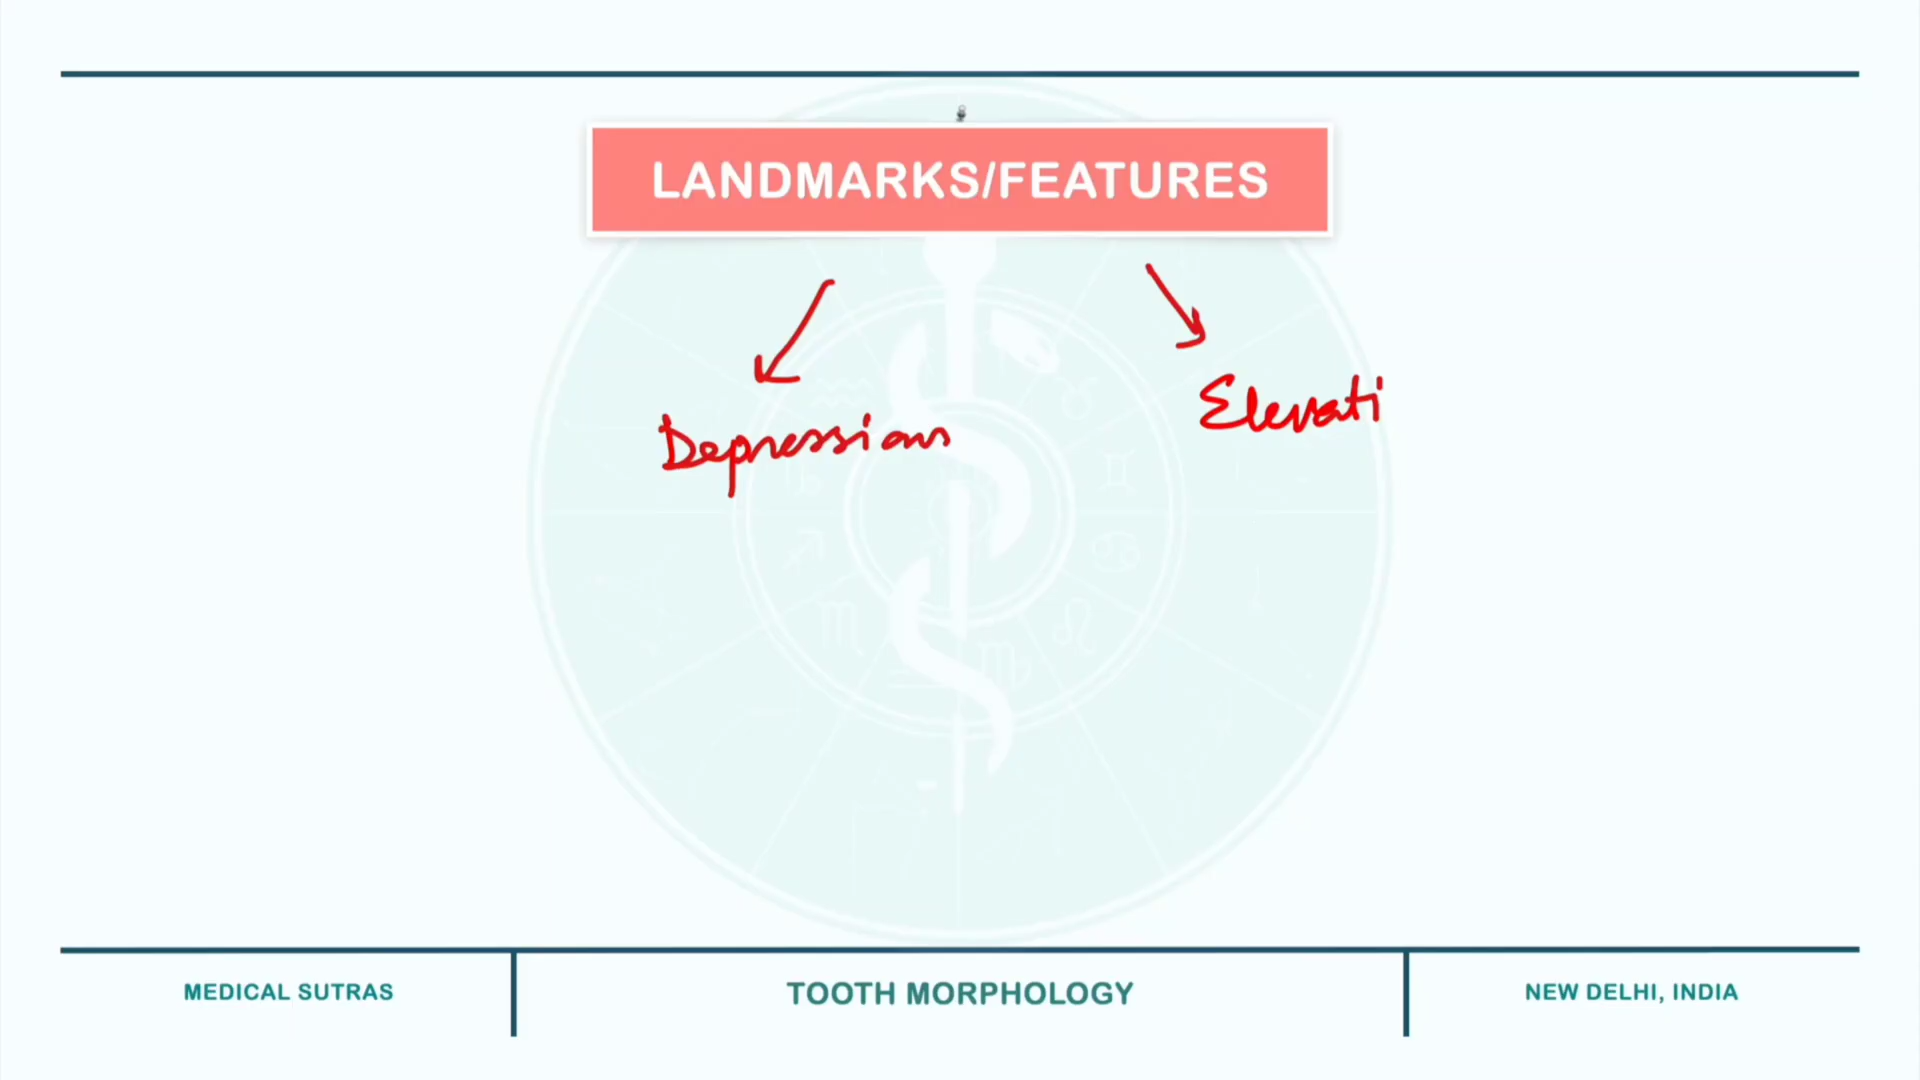 LANDMARKS/FEATURES
Depressions
Elevati
MEDICAL SUTRAS
TOOTH MORPHOLOGY
NEW DELHI, INDIA